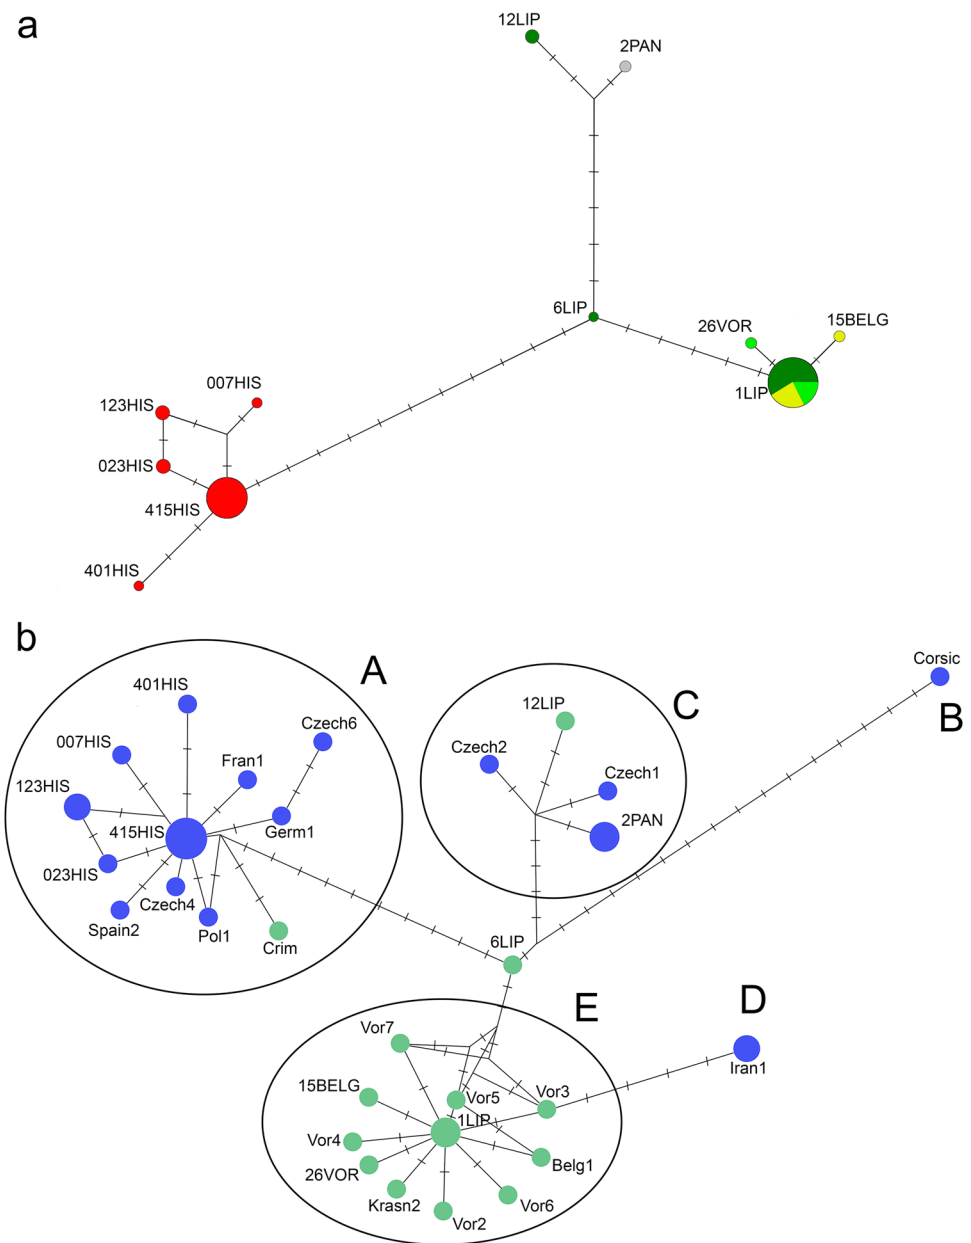 a
12LIP
2PAN
6LIP
26VOR
15BELG
1LIP
007HIS
123HIS
023HIS
415HIS
401HIS
b
A
401HIS
Czech6
007HIS
Fran1
123HIS
415HIS
Germ1
023HIS
Czech4
Spain2
Pol1
Crim
C
12LIP
Czech2
Czech1
2PAN
Corsic
B
6LIP
D
Iran1
E
Vor7
15BELG
Vor5
Vor3
1LIP
Vor4
26VOR
Belg1
Krasn2
Vor6
Vor2